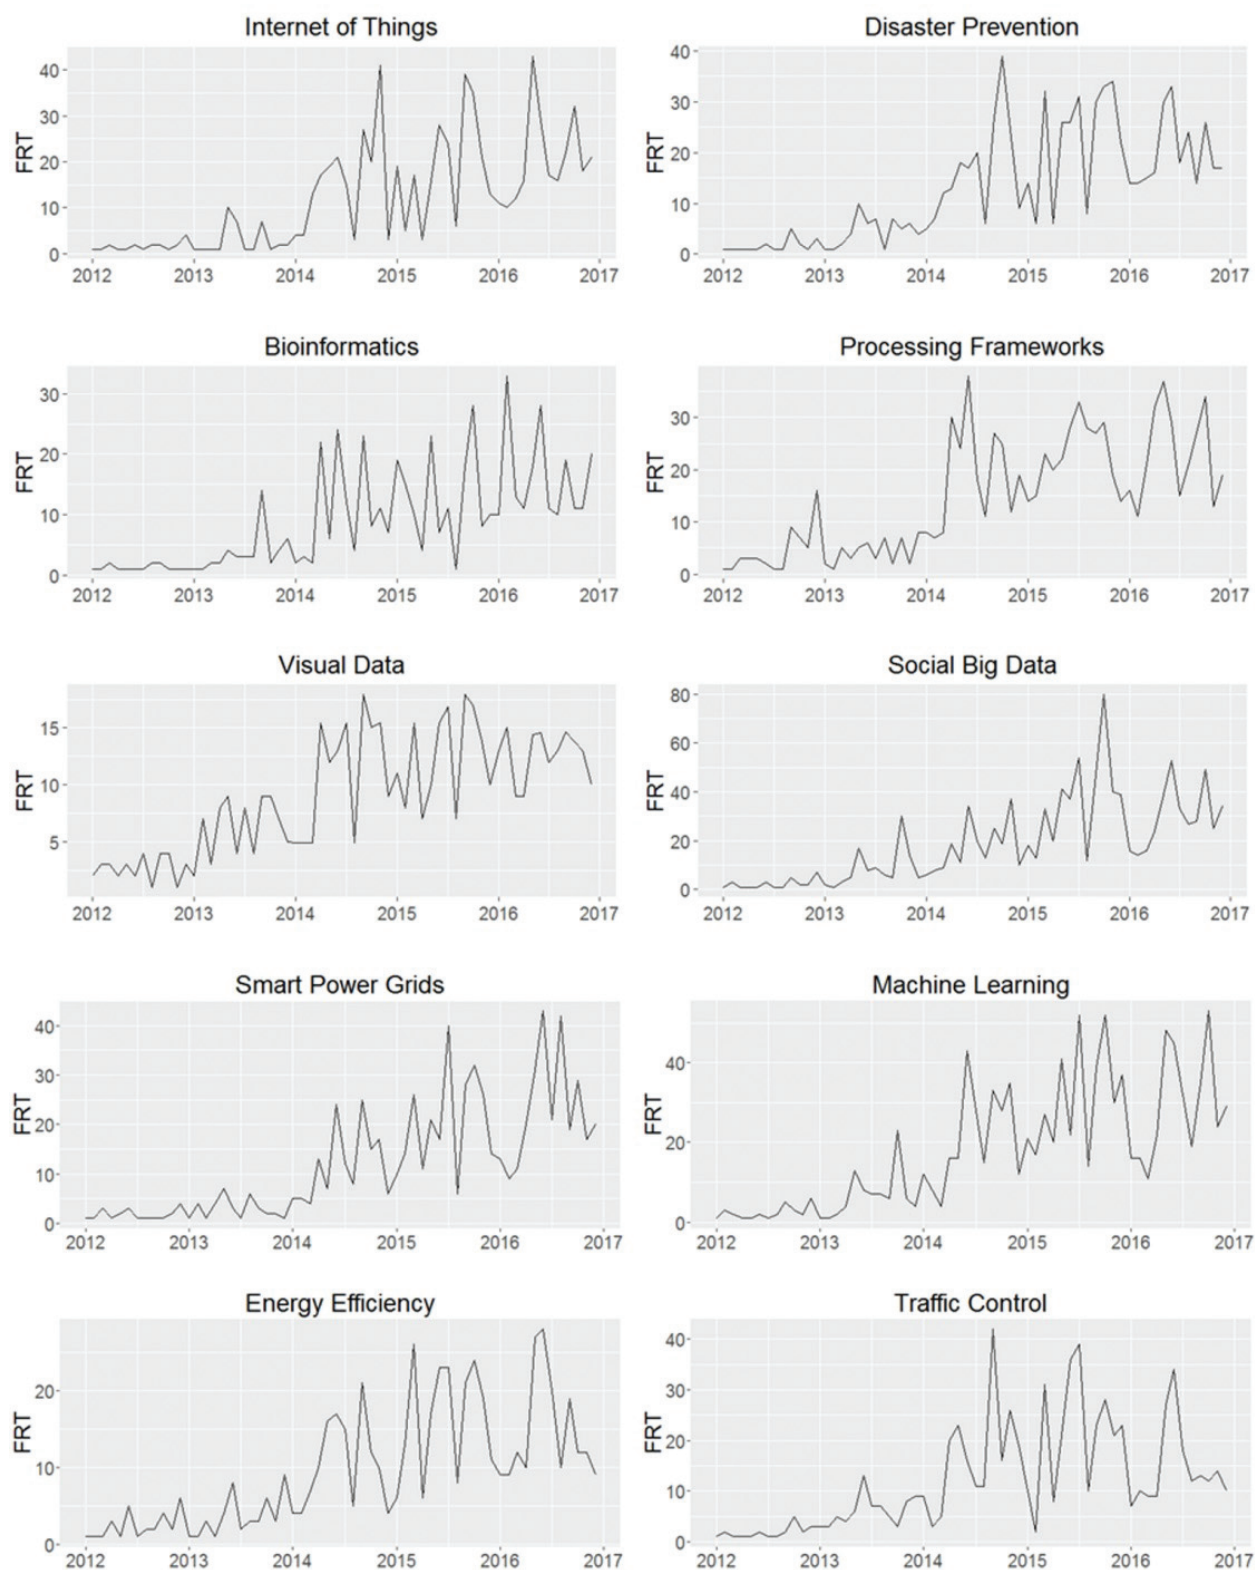 Internet of Things
FRT
40
30
20
10
0
2012 2013 2014 2015 2016 2017
Disaster Prevention
FRT
40
30
20
10
0
2012 2013 2014 2015 2016 2017
Bioinformatics
FRT
30
20
10
0
2012 2013 2014 2015 2016 2017
Processing Frameworks
FRT
30
20
10
0
2012 2013 2014 2015 2016 2017
Visual Data
FRT
15
10
5
2012 2013 2014 2015 2016 2017
Social Big Data
FRT
80
60
40
20
0
2012 2013 2014 2015 2016 2017
Smart Power Grids
FRT
40
30
20
10
0
2012 2013 2014 2015 2016 2017
Machine Learning
FRT
40
20
0
2012 2013 2014 2015 2016 2017
Energy Efficiency
FRT
20
10
0
2012 2013 2014 2015 2016 2017
Traffic Control
FRT
40
30
20
10
0
2012 2013 2014 2015 2016 2017